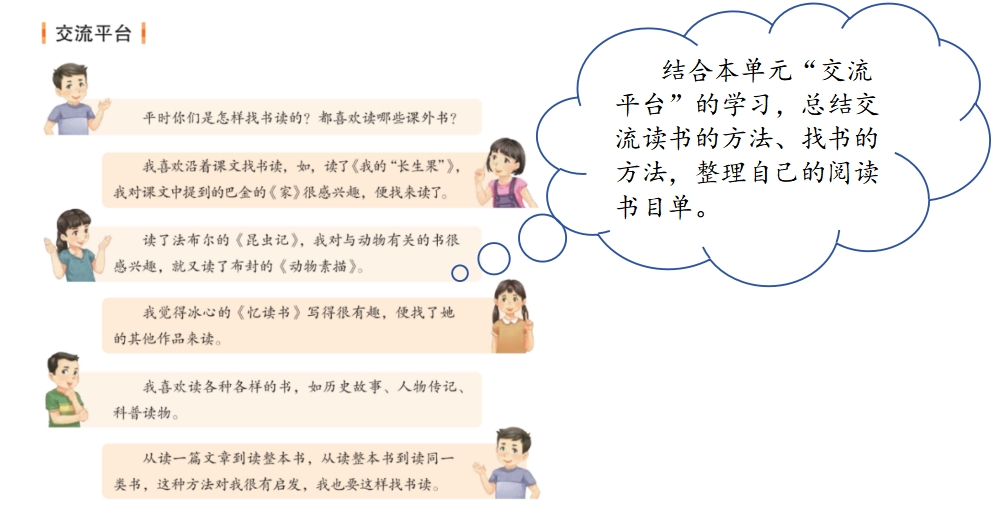 交流平台
平时你们是怎样找书读的？都喜欢读哪些课外书？
我喜欢沿着课文找书读，如，读了《我的“长生果”》，
我对课文中提到的巴金的《家》很感兴趣，便找来读了。
读了法布尔的《昆虫记》，我对与动物有关的书很
感兴趣，就又读了布封的《动物素描》。
我觉得冰心的《忆读书》写得很有趣，便找了她
的其他作品来读。
我喜欢读各种各样的书，如历史故事、人物传记、
科普读物。
从读一篇文章到读整本书，从读整本书到读同一
类书，这种方法对我很有启发，我也要这样找书读。
结合本单元“交流
平台”的学习，总结交
流读书的方法、找书的
方法，整理自己的阅读
书目单。